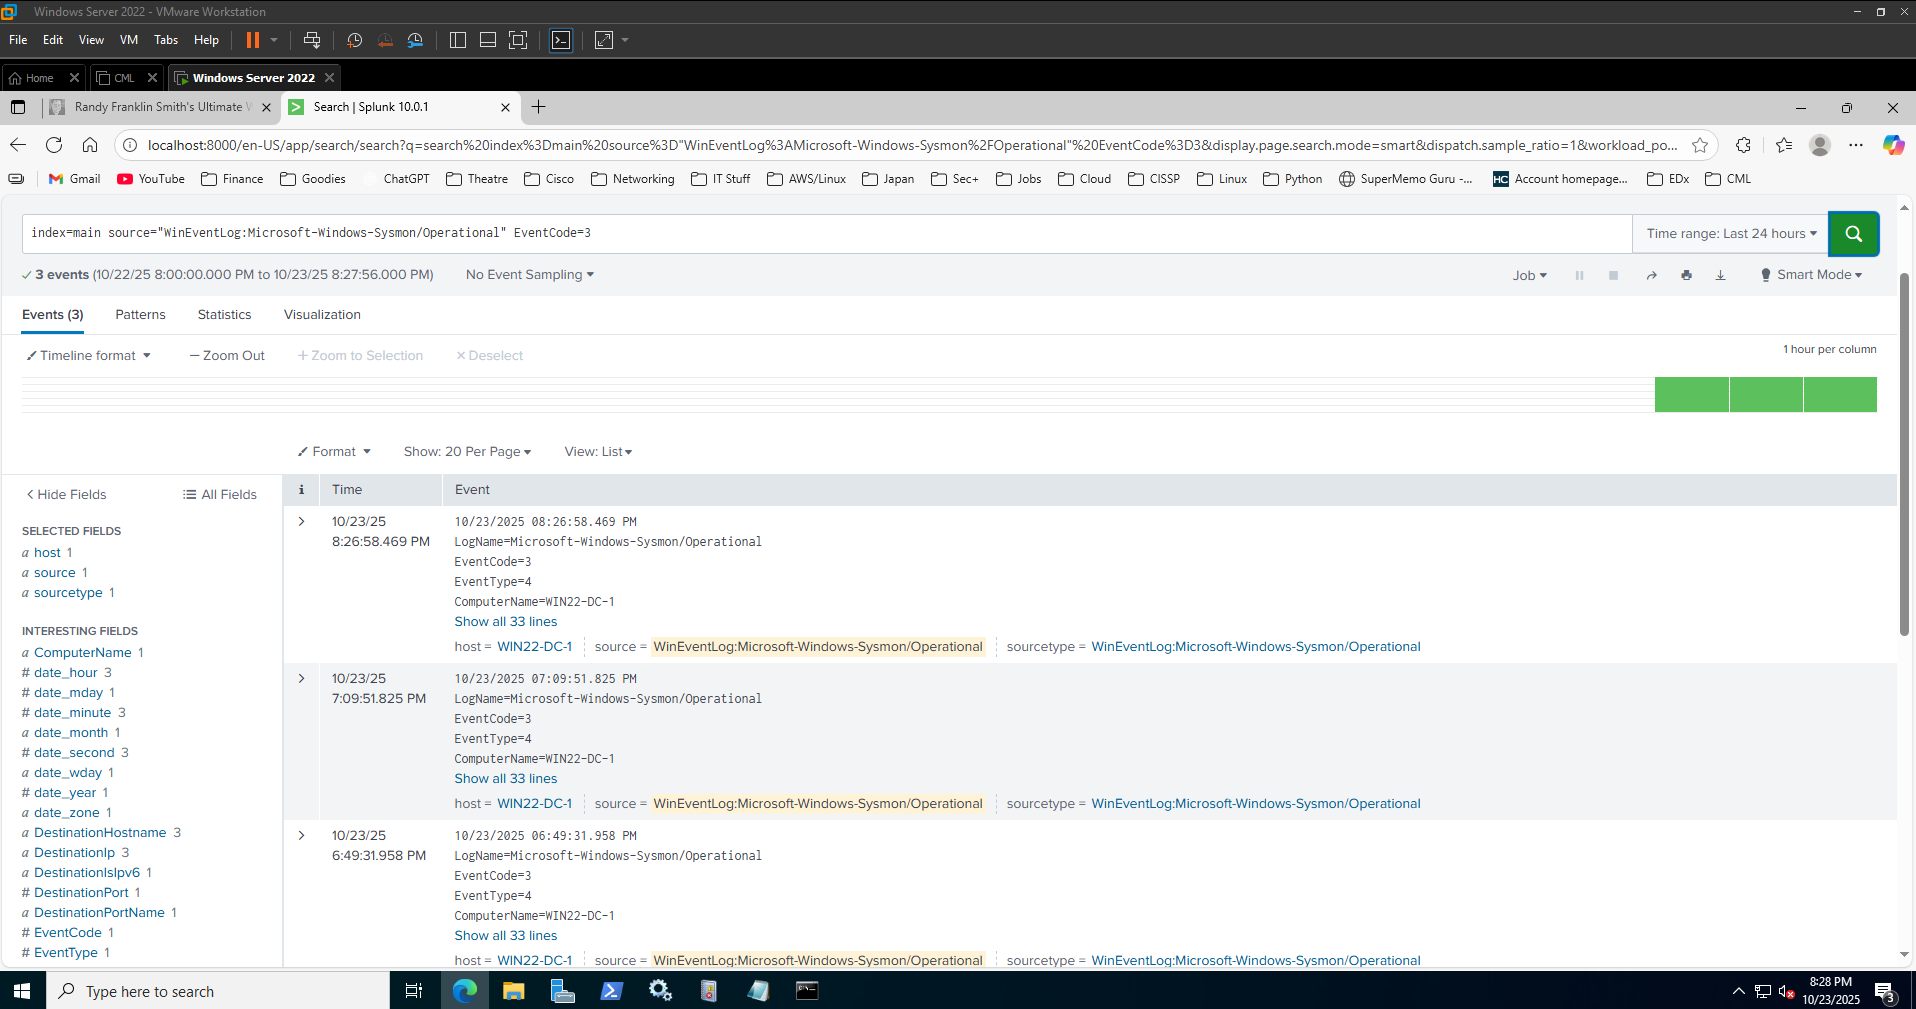 Windows Server 2022 - VMware Workstation
File Edit View VM Tabs Help
Home CML Windows Server 2022
Randy Franklin Smith's Ultimate W Search | Splunk 10.0.1
localhost:8000/en-US/app/search/search?q=search%20index%3Dmain%20source%3D"WinEventLog%3AMicrosoft-Windows-Sysmon%2FOperational"%20EventCode%3D3&display.page.search.mode=smart&dispatch.sample_ratio=1&workload_po...
Gmail YouTube Finance Goodies ChatGPT Theatre Cisco Networking IT Stuff AWS/Linux Japan Sec+ Jobs Cloud CISSP Linux Python SuperMemo Guru -... HC Account homepage... EDx CML
index=main source="WinEventLog:Microsoft-Windows-Sysmon/Operational" EventCode=3
Time range: Last 24 hours
3 events (10/22/25 8:00:00.000 PM to 10/23/25 8:27:56.000 PM) No Event Sampling Job Smart Mode
Events (3) Patterns Statistics Visualization
Timeline format — Zoom Out + Zoom to Selection × Deselect 1 hour per column
Format Show: 20 Per Page View: List
< Hide Fields All Fields
i Time Event
SELECTED FIELDS
a host 1
a source 1
a sourcetype 1
INTERESTING FIELDS
a ComputerName 1
# date_hour 3
# date_mday 1
# date_minute 3
a date_month 1
# date_second 3
a date_wday 1
# date_year 1
a date_zone 1
a DestinationHostname 3
a DestinationIp 3
a DestinationIsIpv6 1
# DestinationPort 1
a DestinationPortName 1
# EventCode 1
# EventType 1
10/23/25
8:26:58.469 PM
10/23/2025 08:26:58.469 PM
LogName=Microsoft-Windows-Sysmon/Operational
EventCode=3
EventType=4
ComputerName=WIN22-DC-1
Show all 33 lines
host = WIN22-DC-1 source = WinEventLog:Microsoft-Windows-Sysmon/Operational sourcetype = WinEventLog:Microsoft-Windows-Sysmon/Operational
10/23/25
7:09:51.825 PM
10/23/2025 07:09:51.825 PM
LogName=Microsoft-Windows-Sysmon/Operational
EventCode=3
EventType=4
ComputerName=WIN22-DC-1
Show all 33 lines
host = WIN22-DC-1 source = WinEventLog:Microsoft-Windows-Sysmon/Operational sourcetype = WinEventLog:Microsoft-Windows-Sysmon/Operational
10/23/25
6:49:31.958 PM
10/23/2025 06:49:31.958 PM
LogName=Microsoft-Windows-Sysmon/Operational
EventCode=3
EventType=4
ComputerName=WIN22-DC-1
Show all 33 lines
host = WIN22-DC-1 source = WinEventLog:Microsoft-Windows-Sysmon/Operational sourcetype = WinEventLog:Microsoft-Windows-Sysmon/Operational
Type here to search
8:28 PM
10/23/2025
3